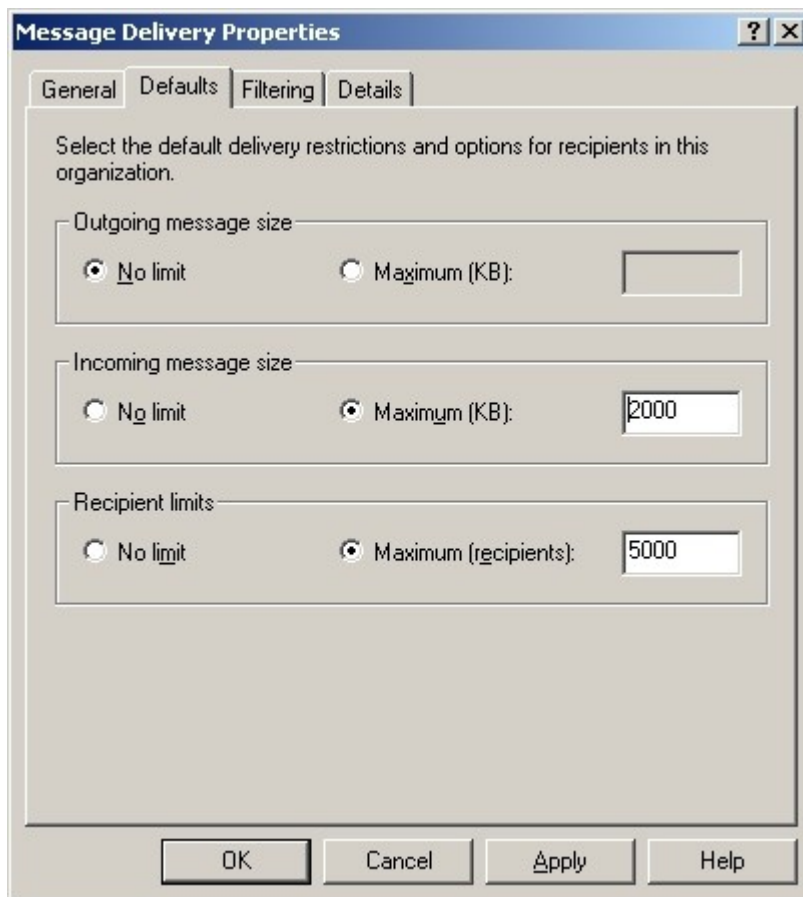 Message Delivery Properties
General Defaults Filtering Details
Select the default delivery restrictions and options for recipients in this
organization.
Outgoing message size
No limit Maximum (KB):
Incoming message size
No limit Maximum (KB): 2000
Recipient limits
No limit Maximum (recipients): 5000
OK Cancel Apply Help